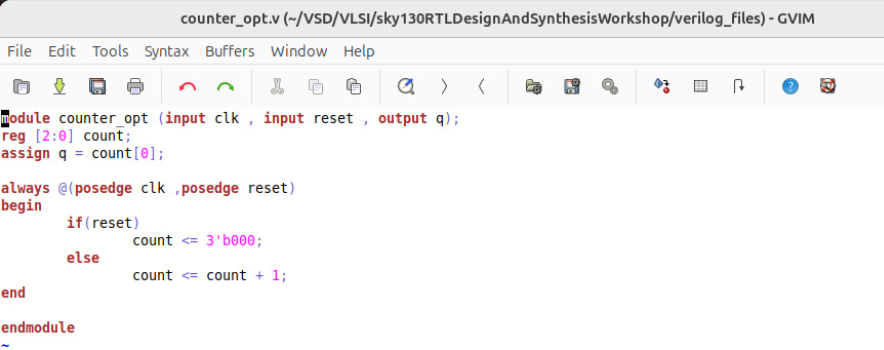 counter_opt.v (~/VSD/VLSI/sky130RTLDesignAndSynthesisWorkshop/verilog_files) - GVIM
File Edit Tools Syntax Buffers Window Help
module counter_opt (input clk , input reset , output q);
reg [2:0] count;
assign q = count[0];

always @(posedge clk ,posedge reset)
begin
        if(reset)
                count <= 3'b000;
        else
                count <= count + 1;
end

endmodule
~